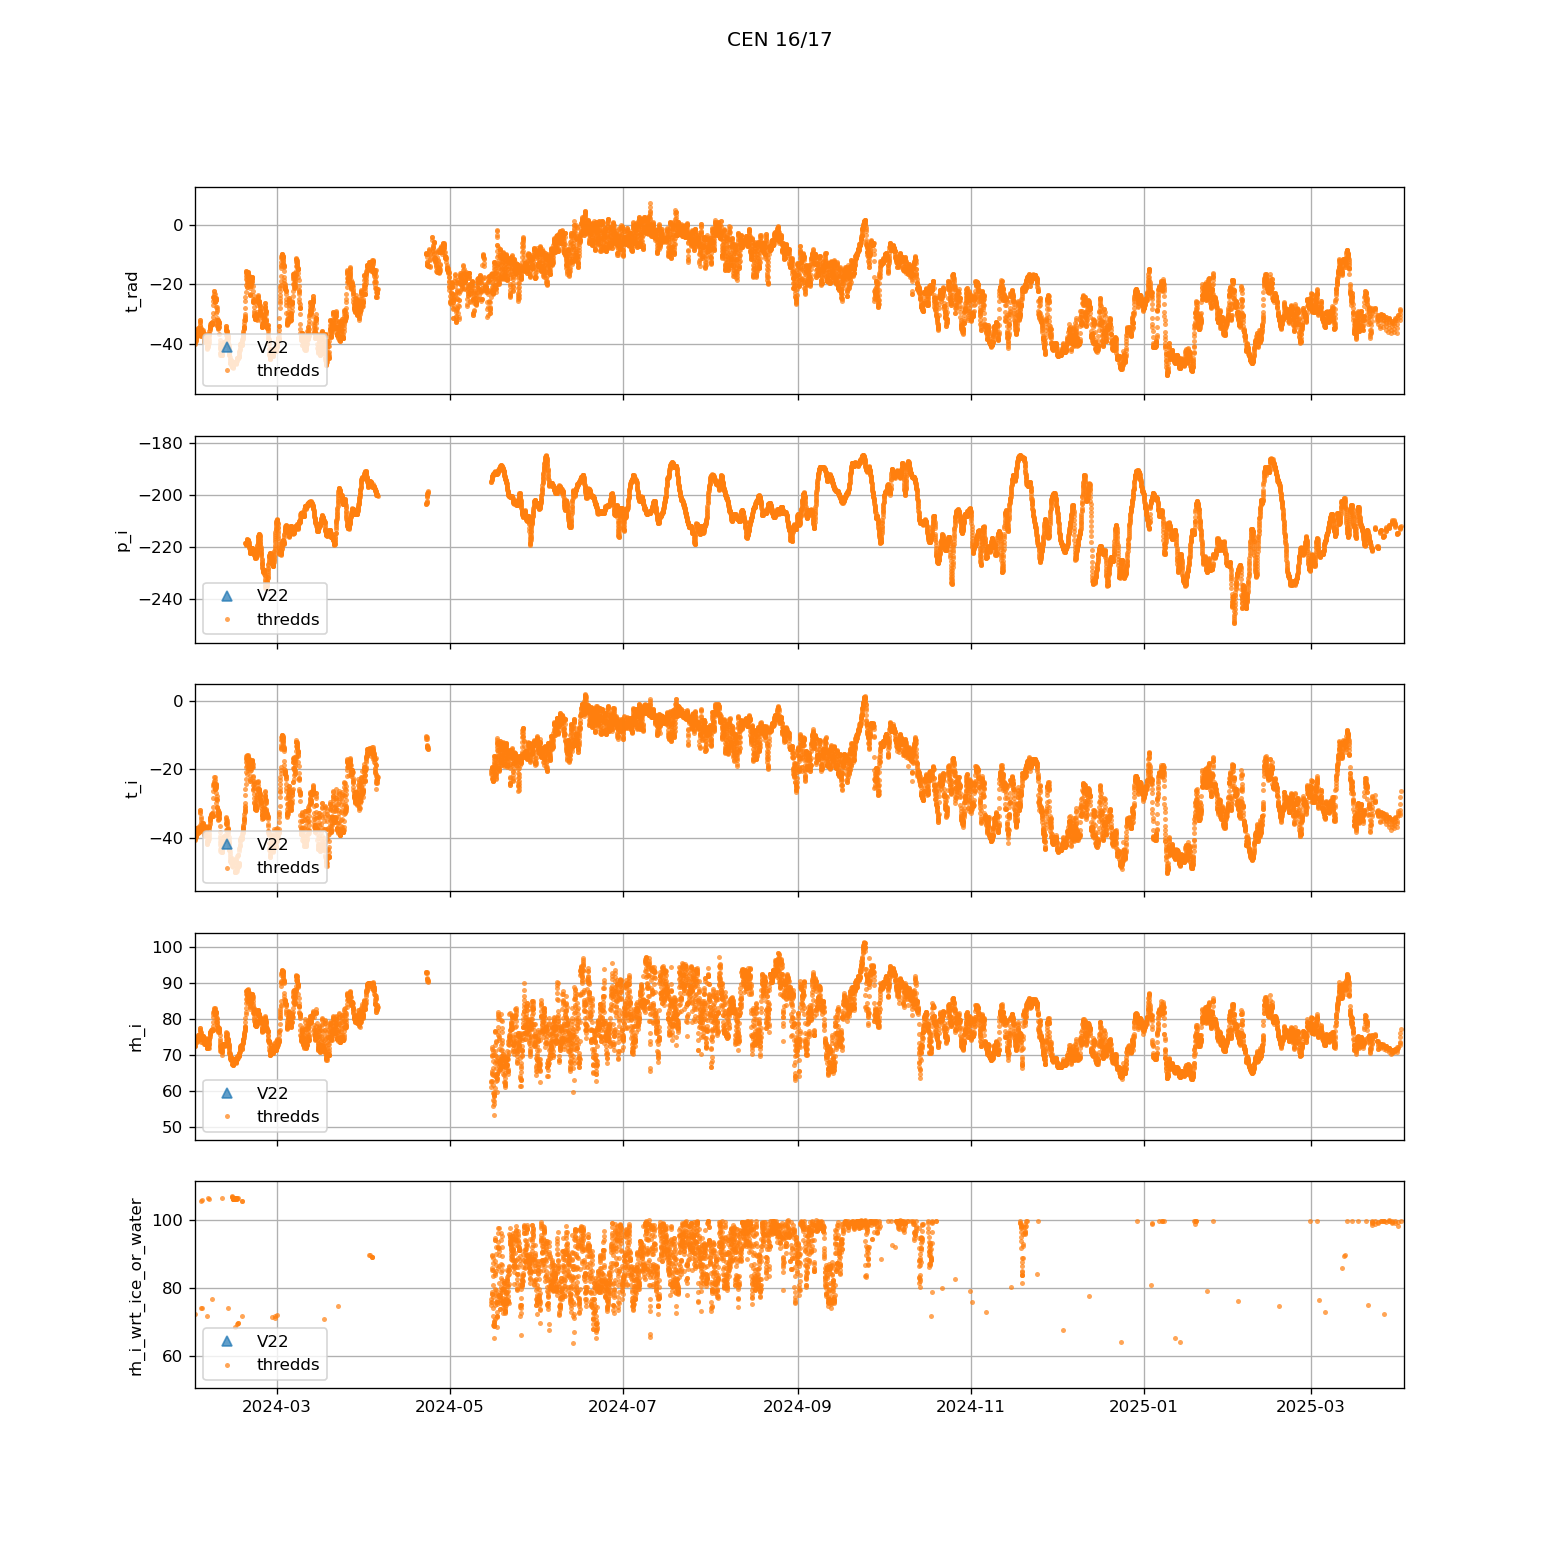 CEN 16/17
0
−20
−40
t_rad
V22
thredds
−180
−200
−220
−240
p_i
V22
thredds
0
−20
−40
t_i
V22
thredds
100
90
80
70
60
50
rh_i
V22
thredds
100
80
60
rh_i_wrt_ice_or_water
V22
thredds
2024-03 2024-05 2024-07 2024-09 2024-11 2025-01 2025-03